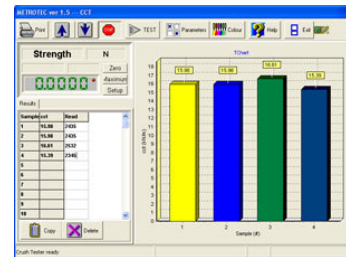 METROTEC ver 1.5 --- CCT
Print STOP TEST Parameters Colour Help Exit
Strength N
Zero
Maximum
Setup
0.0000 *
Results
Sample cct Read
1 15.98 2435
2 15.98 2435
3 16.61 2532
4 15.39 2346
5
6
7
8
9
10
Copy Delete
TChart
18
17
16
15
14
13
12
11
10
9
8
7
6
5
4
3
2
1
0
cct (kN/m)
15.98 15.98 16.61 15.39
1 2 3 4
Sample (#)
Crush Tester ready